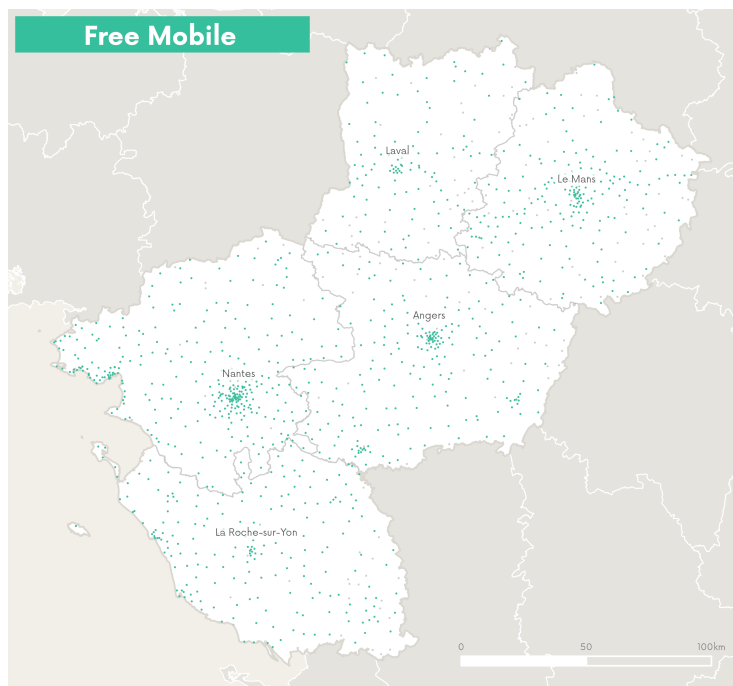 Free Mobile
Laval
Le Mans
Angers
Nantes
La Roche-sur-Yon
0 50 100km